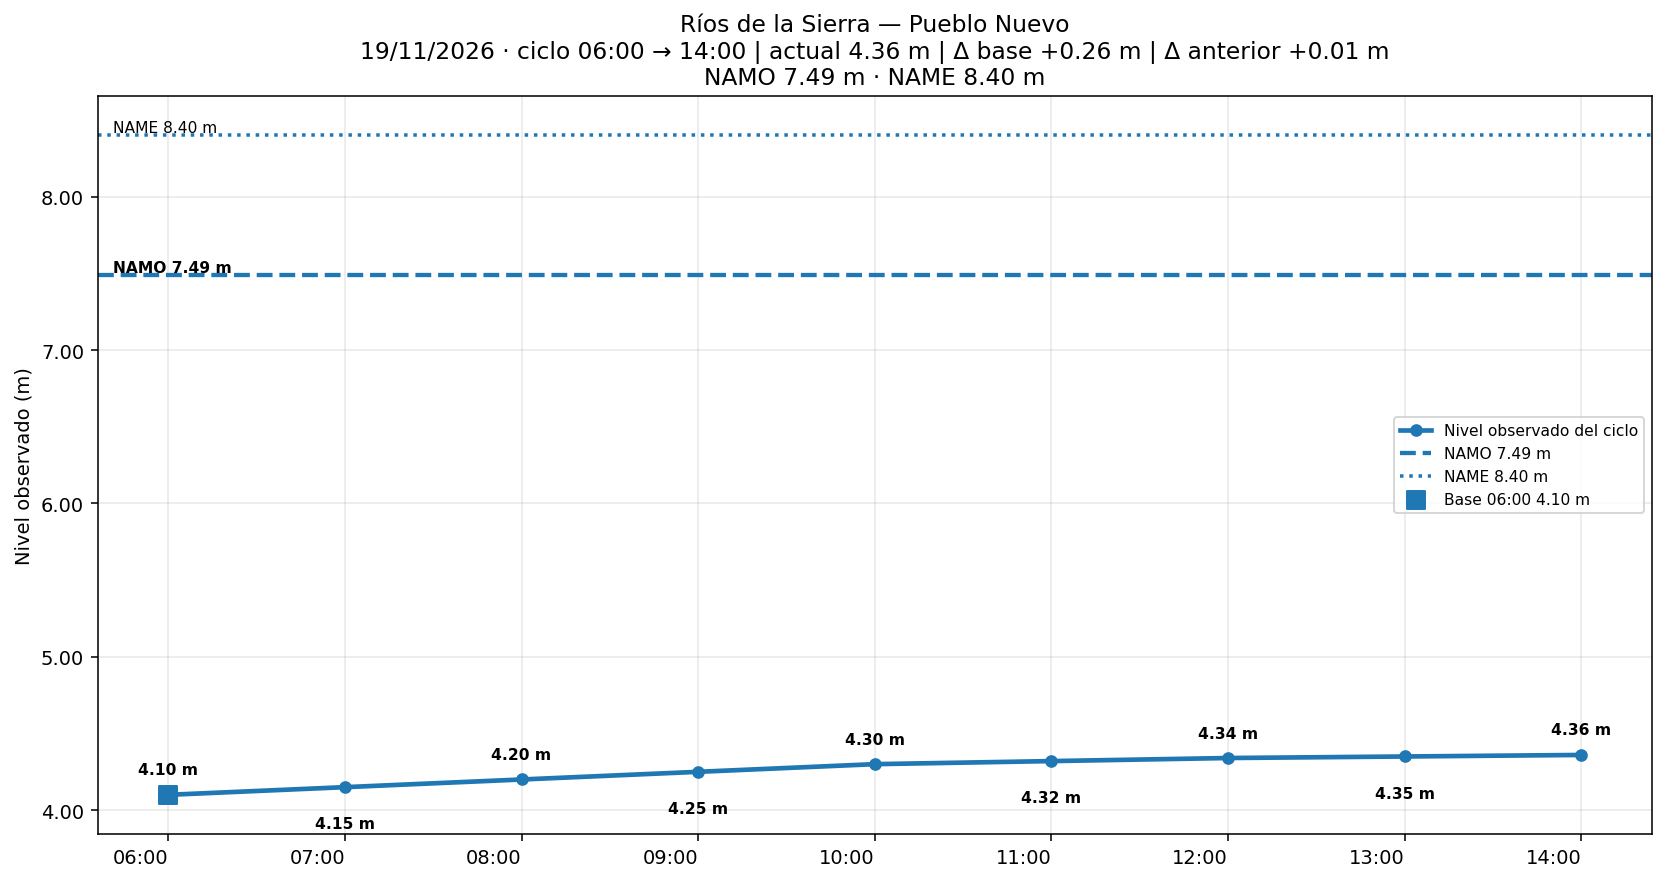 Ríos de la Sierra — Pueblo Nuevo
19/11/2026 · ciclo 06:00 → 14:00 | actual 4.36 m | Δ base +0.26 m | Δ anterior +0.01 m
NAMO 7.49 m · NAME 8.40 m
NAME 8.40 m
8.00
NAMO 7.49 m
7.00
Nivel observado (m)
Nivel observado del ciclo
NAMO 7.49 m
NAME 8.40 m
Base 06:00 4.10 m
6.00
5.00
4.10 m
4.15 m
4.20 m
4.25 m
4.30 m
4.32 m
4.34 m
4.35 m
4.36 m
4.00
06:00
07:00
08:00
09:00
10:00
11:00
12:00
13:00
14:00